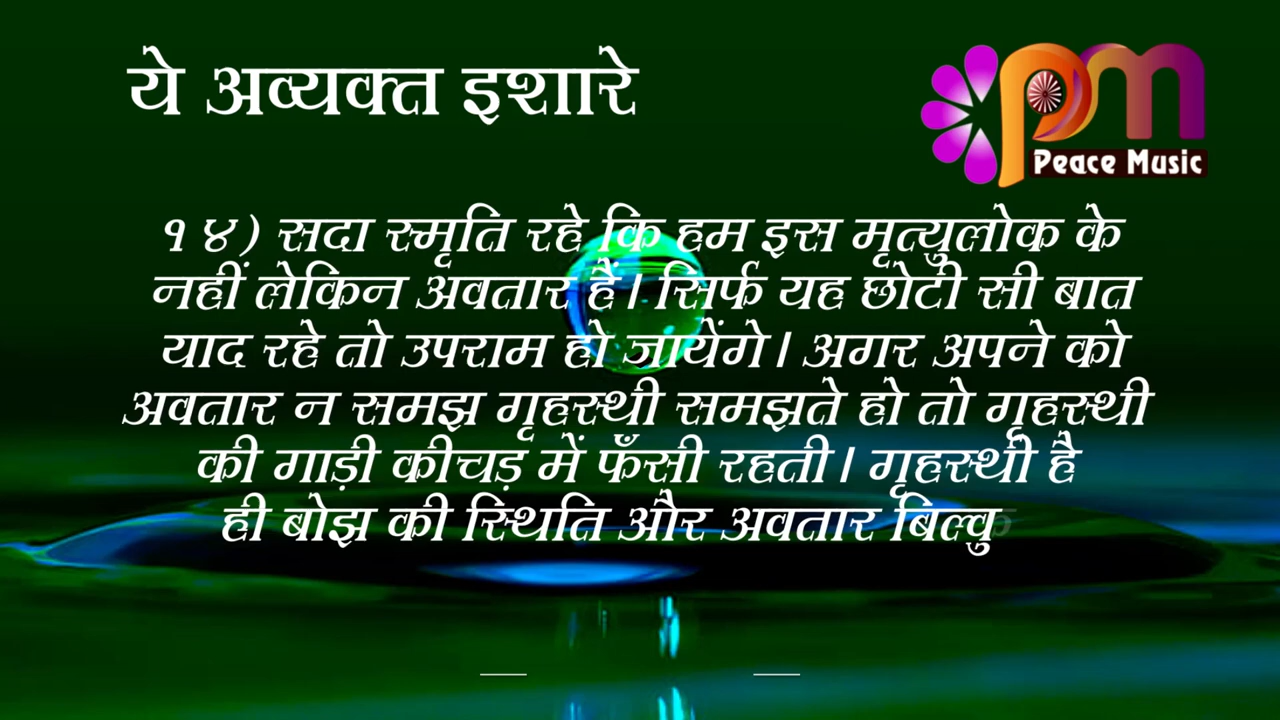 ये अव्यक्त इशारे
Peace Music
१४) सदा स्मृति रहे कि हम इस मृत्युलोक के
नहीं लेकिन अवतार हैं। सिर्फ यह छोटी सी बात
याद रहे तो उपराम हो जायेंगे। अगर अपने को
अवतार न समझ गृहस्थी समझते हो तो गृहस्थी
की गाड़ी कीचड़ में फँसी रहती। गृहस्थी है
ही बोझ की स्थिति और अवतार